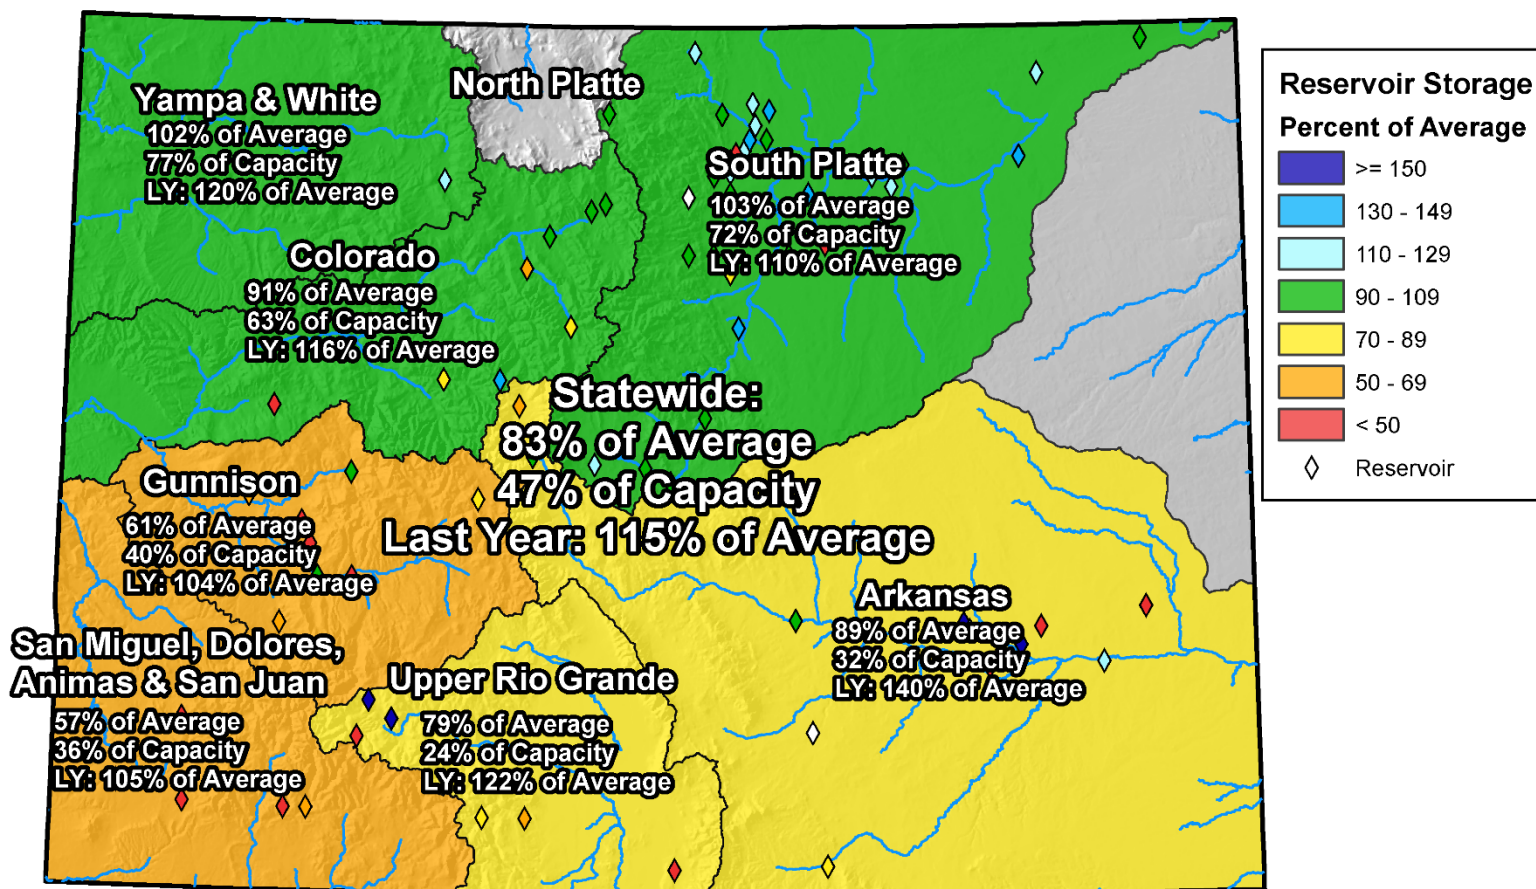 North Platte
Yampa & White
102% of Average
77% of Capacity
LY: 120% of Average
South Platte
103% of Average
72% of Capacity
LY: 110% of Average
Colorado
91% of Average
63% of Capacity
LY: 116% of Average
Statewide:
83% of Average
47% of Capacity
Last Year: 115% of Average
Gunnison
61% of Average
40% of Capacity
LY: 104% of Average
Arkansas
89% of Average
32% of Capacity
LY: 140% of Average
San Miguel, Dolores,
Animas & San Juan
57% of Average
36% of Capacity
LY: 105% of Average
Upper Rio Grande
79% of Average
24% of Capacity
LY: 122% of Average
Reservoir Storage
Percent of Average
>= 150
130 - 149
110 - 129
90 - 109
70 - 89
50 - 69
< 50
Reservoir